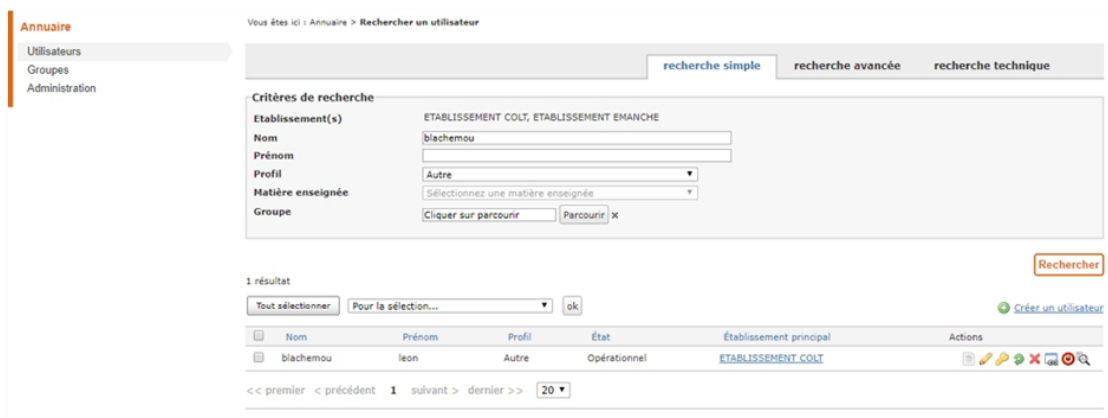 Annuaire
Utilisateurs
Groupes
Administration
Vous êtes ici : Annuaire > Rechercher un utilisateur
recherche simple recherche avancée recherche technique
Critères de recherche
Etablissement(s) ETABLISSEMENT COLT, ETABLISSEMENT EMANCHE
Nom blachemou
Prénom
Profil Autre
Matière enseignée Sélectionnez une matière enseignée
Groupe Cliquer sur parcourir Parcourir x
Rechercher
1 résultat
Tout sélectionner Pour la sélection... ok Créer un utilisateur
Nom Prénom Profil État Établissement principal Actions
blachemou leon Autre Opérationnel ETABLISSEMENT COLT
<< premier < précédent 1 suivant > dernier >> 20